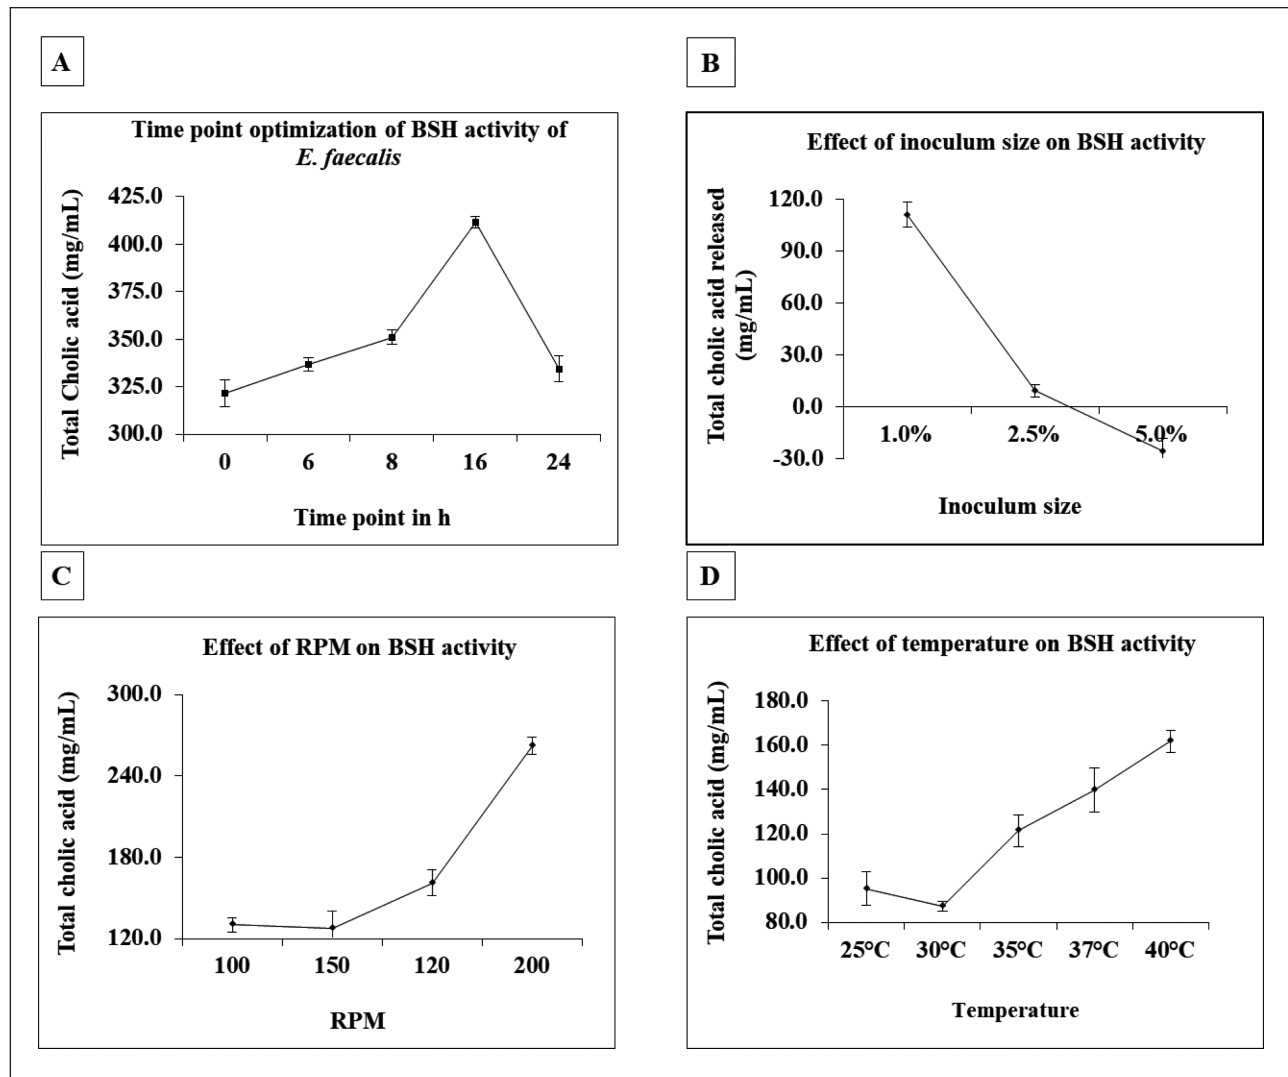 A
Time point optimization of BSH activity of
E. faecalis
Total Cholic acid (mg/mL)
425.0
400.0
375.0
350.0
325.0
300.0
0 6 8 16 24
Time point in h
B
Effect of inoculum size on BSH activity
Total cholic acid released
(mg/mL)
120.0
90.0
60.0
30.0
0.0
-30.0
1.0% 2.5% 5.0%
Inoculum size
C
Effect of RPM on BSH activity
Total cholic acid (mg/mL)
300.0
240.0
180.0
120.0
100 150 120 200
RPM
D
Effect of temperature on BSH activity
Total cholic acid (mg/mL)
180.0
160.0
140.0
120.0
100.0
80.0
25°C 30°C 35°C 37°C 40°C
Temperature